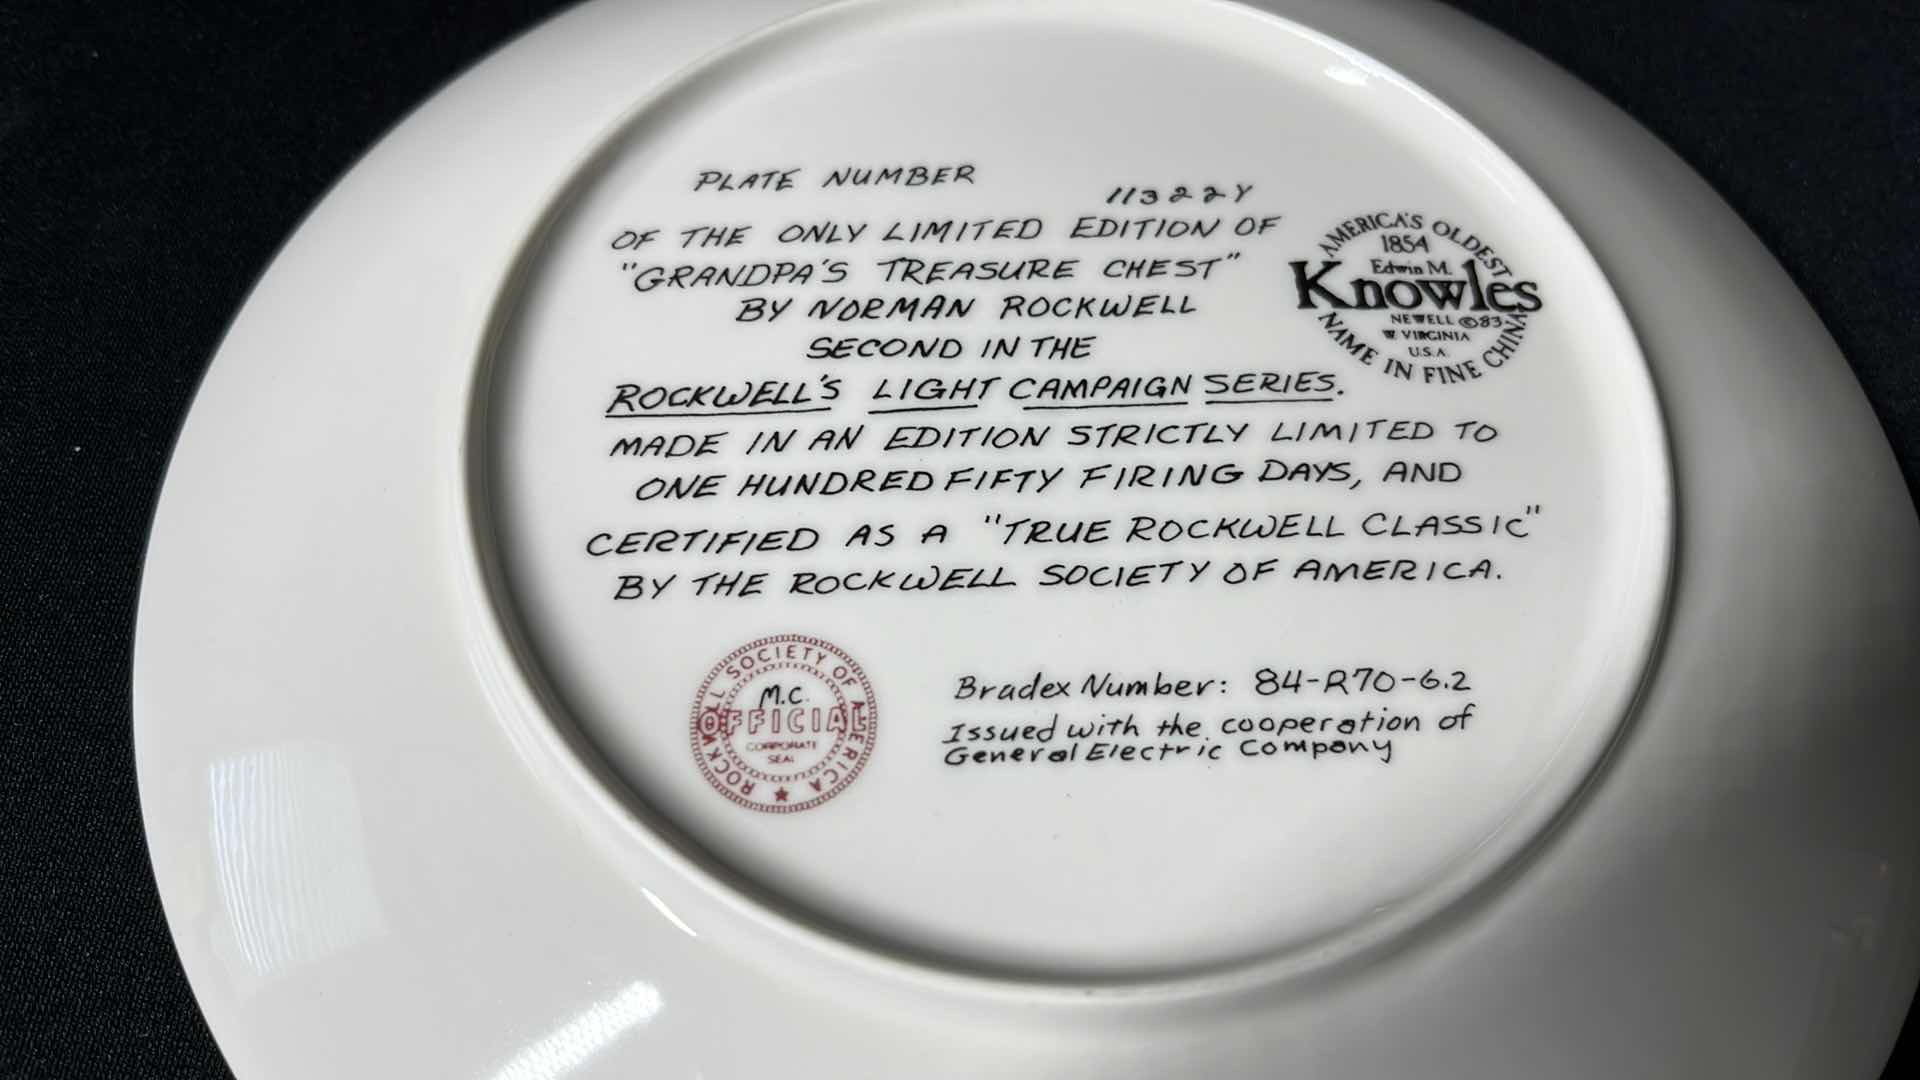 PLATE NUMBER
11322Y
OF THE ONLY LIMITED EDITION OF
"GRANDPA'S TREASURE CHEST"
BY NORMAN ROCKWELL
SECOND IN THE
ROCKWELL'S LIGHT CAMPAIGN SERIES.
MADE IN AN EDITION STRICTLY LIMITED TO
ONE HUNDRED FIFTY FIRING DAYS, AND
CERTIFIED AS A "TRUE ROCKWELL CLASSIC"
BY THE ROCKWELL SOCIETY OF AMERICA.
AMERICA'S OLDEST
1854
Edwin M.
Knowles
NEWELL ©83
W. VIRGINIA
U.S.A.
NAME IN FINE CHINA
ROCKWELL SOCIETY OF AMERICA
M.C.
OFFICIAL
CORPORATE
SEAL
Bradex Number: 84-R70-6.2
Issued with the cooperation of
General Electric Company